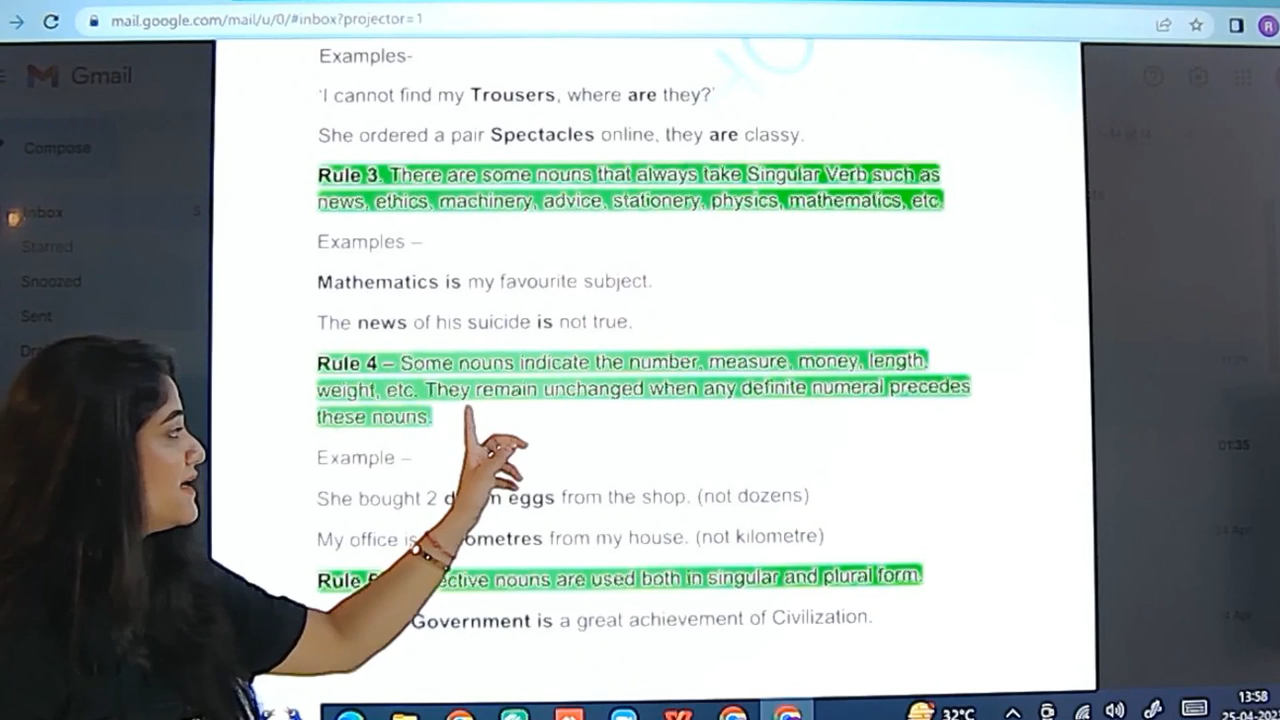 mail.google.com/mail/u/0/#inbox?projector=1
R
Gmail
Compose
Inbox 5
Starred
Snoozed
Sent
Examples-
'I cannot find my Trousers, where are they?'
She ordered a pair Spectacles online, they are classy.
Rule 3. There are some nouns that always take Singular Verb such as
news, ethics, machinery, advice, stationery, physics, mathematics, etc.
Examples –
Mathematics is my favourite subject.
The news of his suicide is not true.
Rule 4 – Some nouns indicate the number, measure, money, length,
weight, etc. They remain unchanged when any definite numeral precedes
these nouns.
Example –
She bought 2 eggs from the shop. (not dozens)
My office is from my house. (not kilometre)
Rule nouns are used both in singular and plural form.
Government is a great achievement of Civilization.
01:35
32°C
13:58